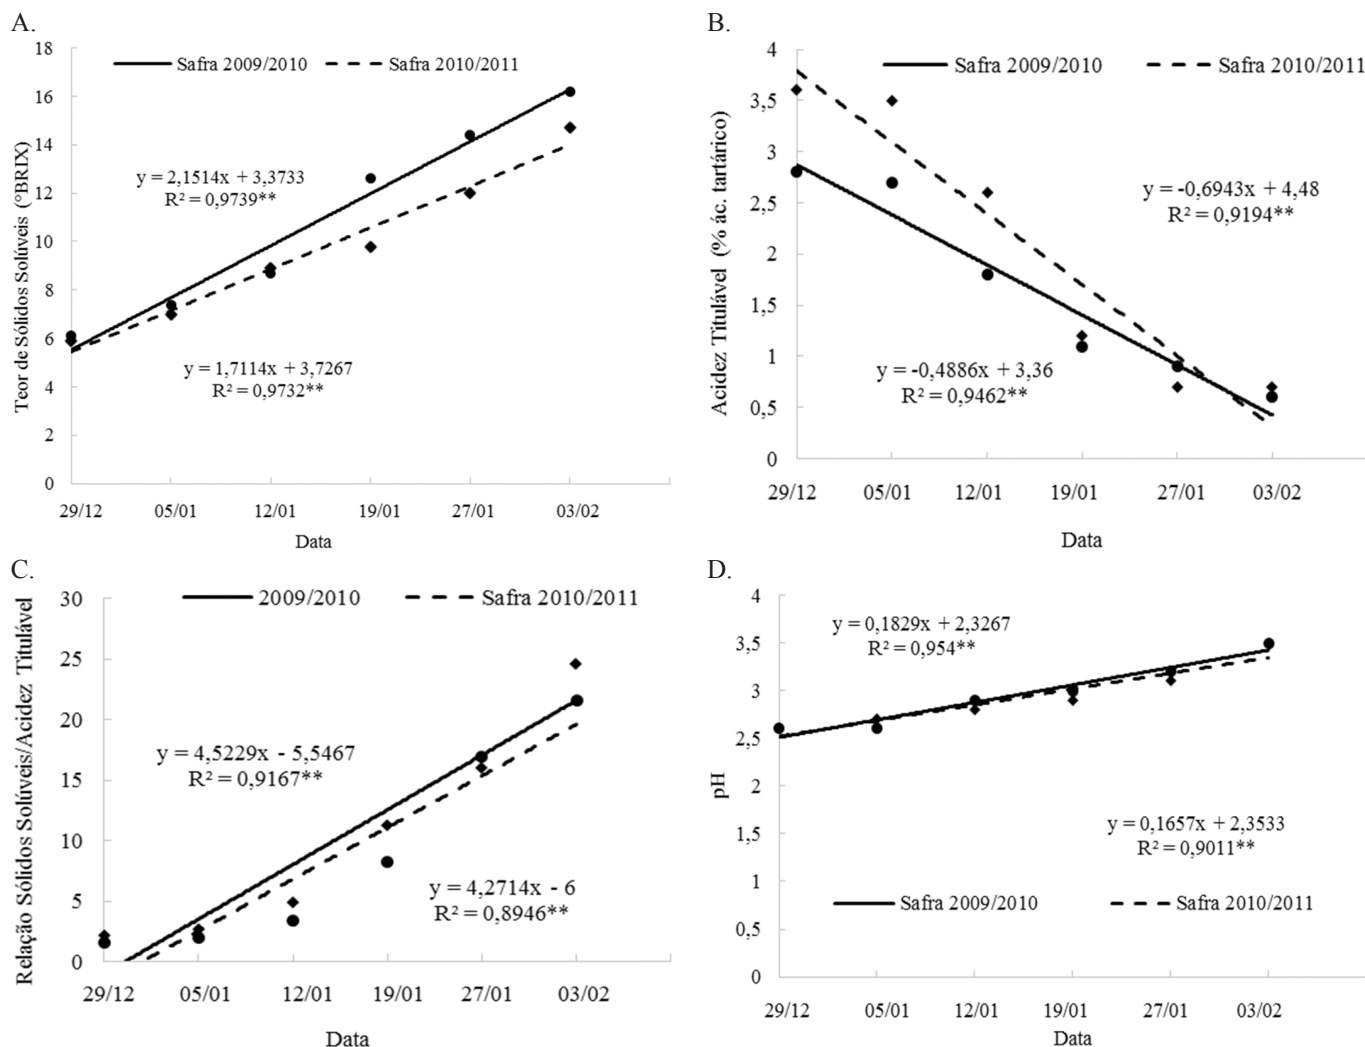 A.
Teor de Sólidos Solúveis (°BRIX)
18
16
14
12
10
8
6
4
2
0
Safra 2009/2010
Safra 2010/2011
y = 2,1514x + 3,3733
R² = 0,9739**
y = 1,7114x + 3,7267
R² = 0,9732**
29/12
05/01
12/01
19/01
27/01
03/02
Data
B.
Acidez Titulável (% ác. tartárico)
4
3,5
3
2,5
2
1,5
1
0,5
0
Safra 2009/2010
Safra 2010/2011
y = -0,6943x + 4,48
R² = 0,9194**
y = -0,4886x + 3,36
R² = 0,9462**
29/12
05/01
12/01
19/01
27/01
03/02
Data
C.
Relação Sólidos Solúveis/Acidez Titulável
30
25
20
15
10
5
0
2009/2010
Safra 2010/2011
y = 4,5229x - 5,5467
R² = 0,9167**
y = 4,2714x - 6
R² = 0,8946**
29/12
05/01
12/01
19/01
27/01
03/02
Data
D.
pH
4
3,5
3
2,5
2
1,5
1
0,5
0
y = 0,1829x + 2,3267
R² = 0,954**
y = 0,1657x + 2,3533
R² = 0,9011**
Safra 2009/2010
Safra 2010/2011
29/12
05/01
12/01
19/01
27/01
03/02
Data